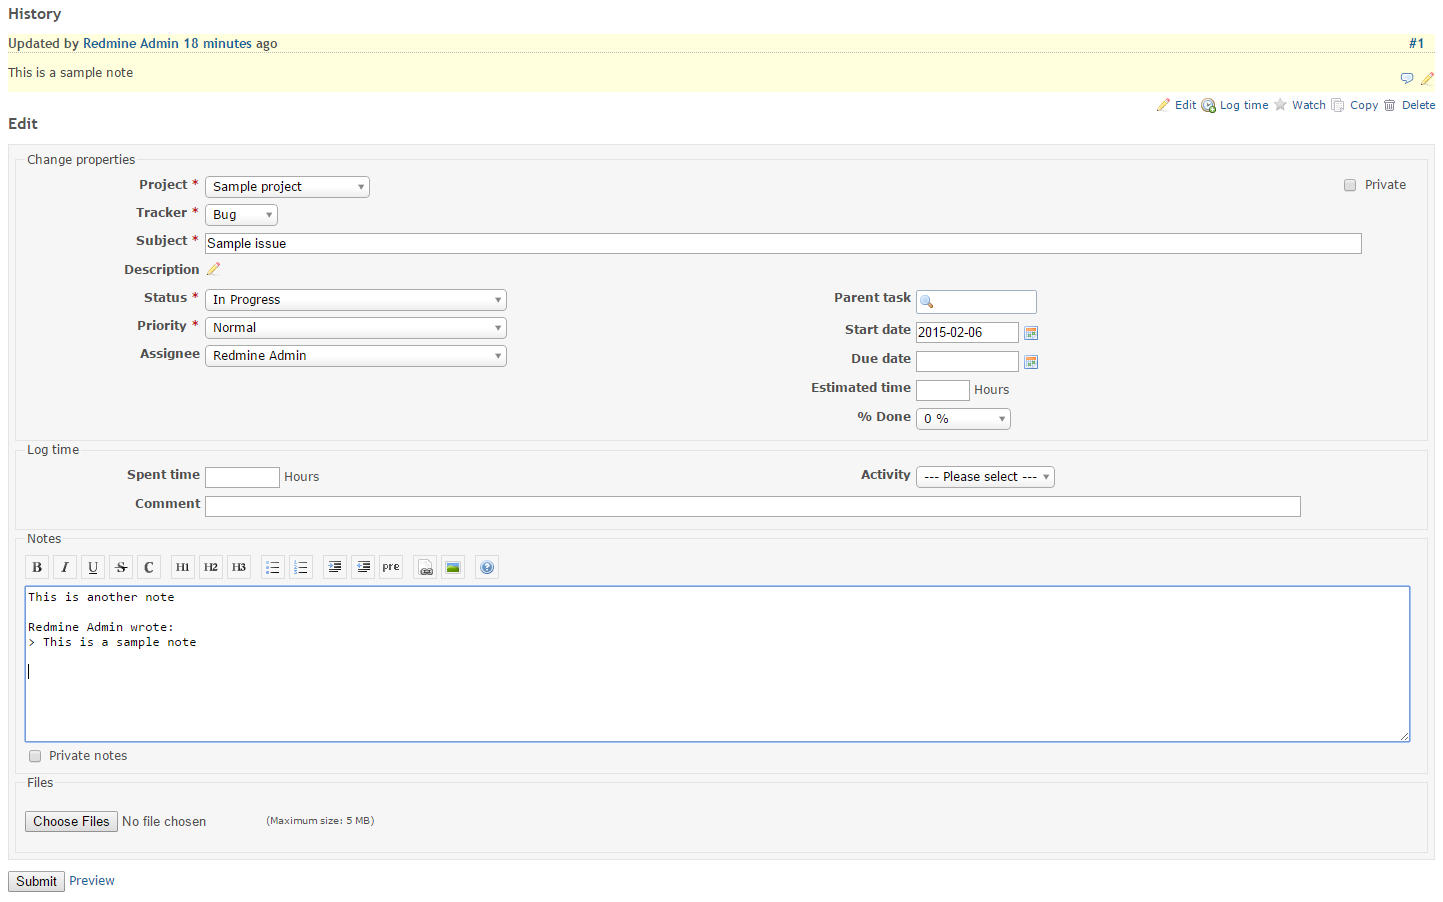 History
Updated by Redmine Admin 18 minutes ago #1
This is a sample note
Edit Log time Watch Copy Delete
Edit
Change properties
Project * Sample project Private
Tracker * Bug
Subject * Sample issue
Description
Status * In Progress Parent task
Priority * Normal Start date 2015-02-06
Assignee Redmine Admin Due date
Estimated time Hours
% Done 0 %
Log time
Spent time Hours Activity --- Please select ---
Comment
Notes
B I U S C H1 H2 H3 pre
This is another note
Redmine Admin wrote:
> This is a sample note
Private notes
Files
Choose Files No file chosen (Maximum size: 5 MB)
Submit Preview